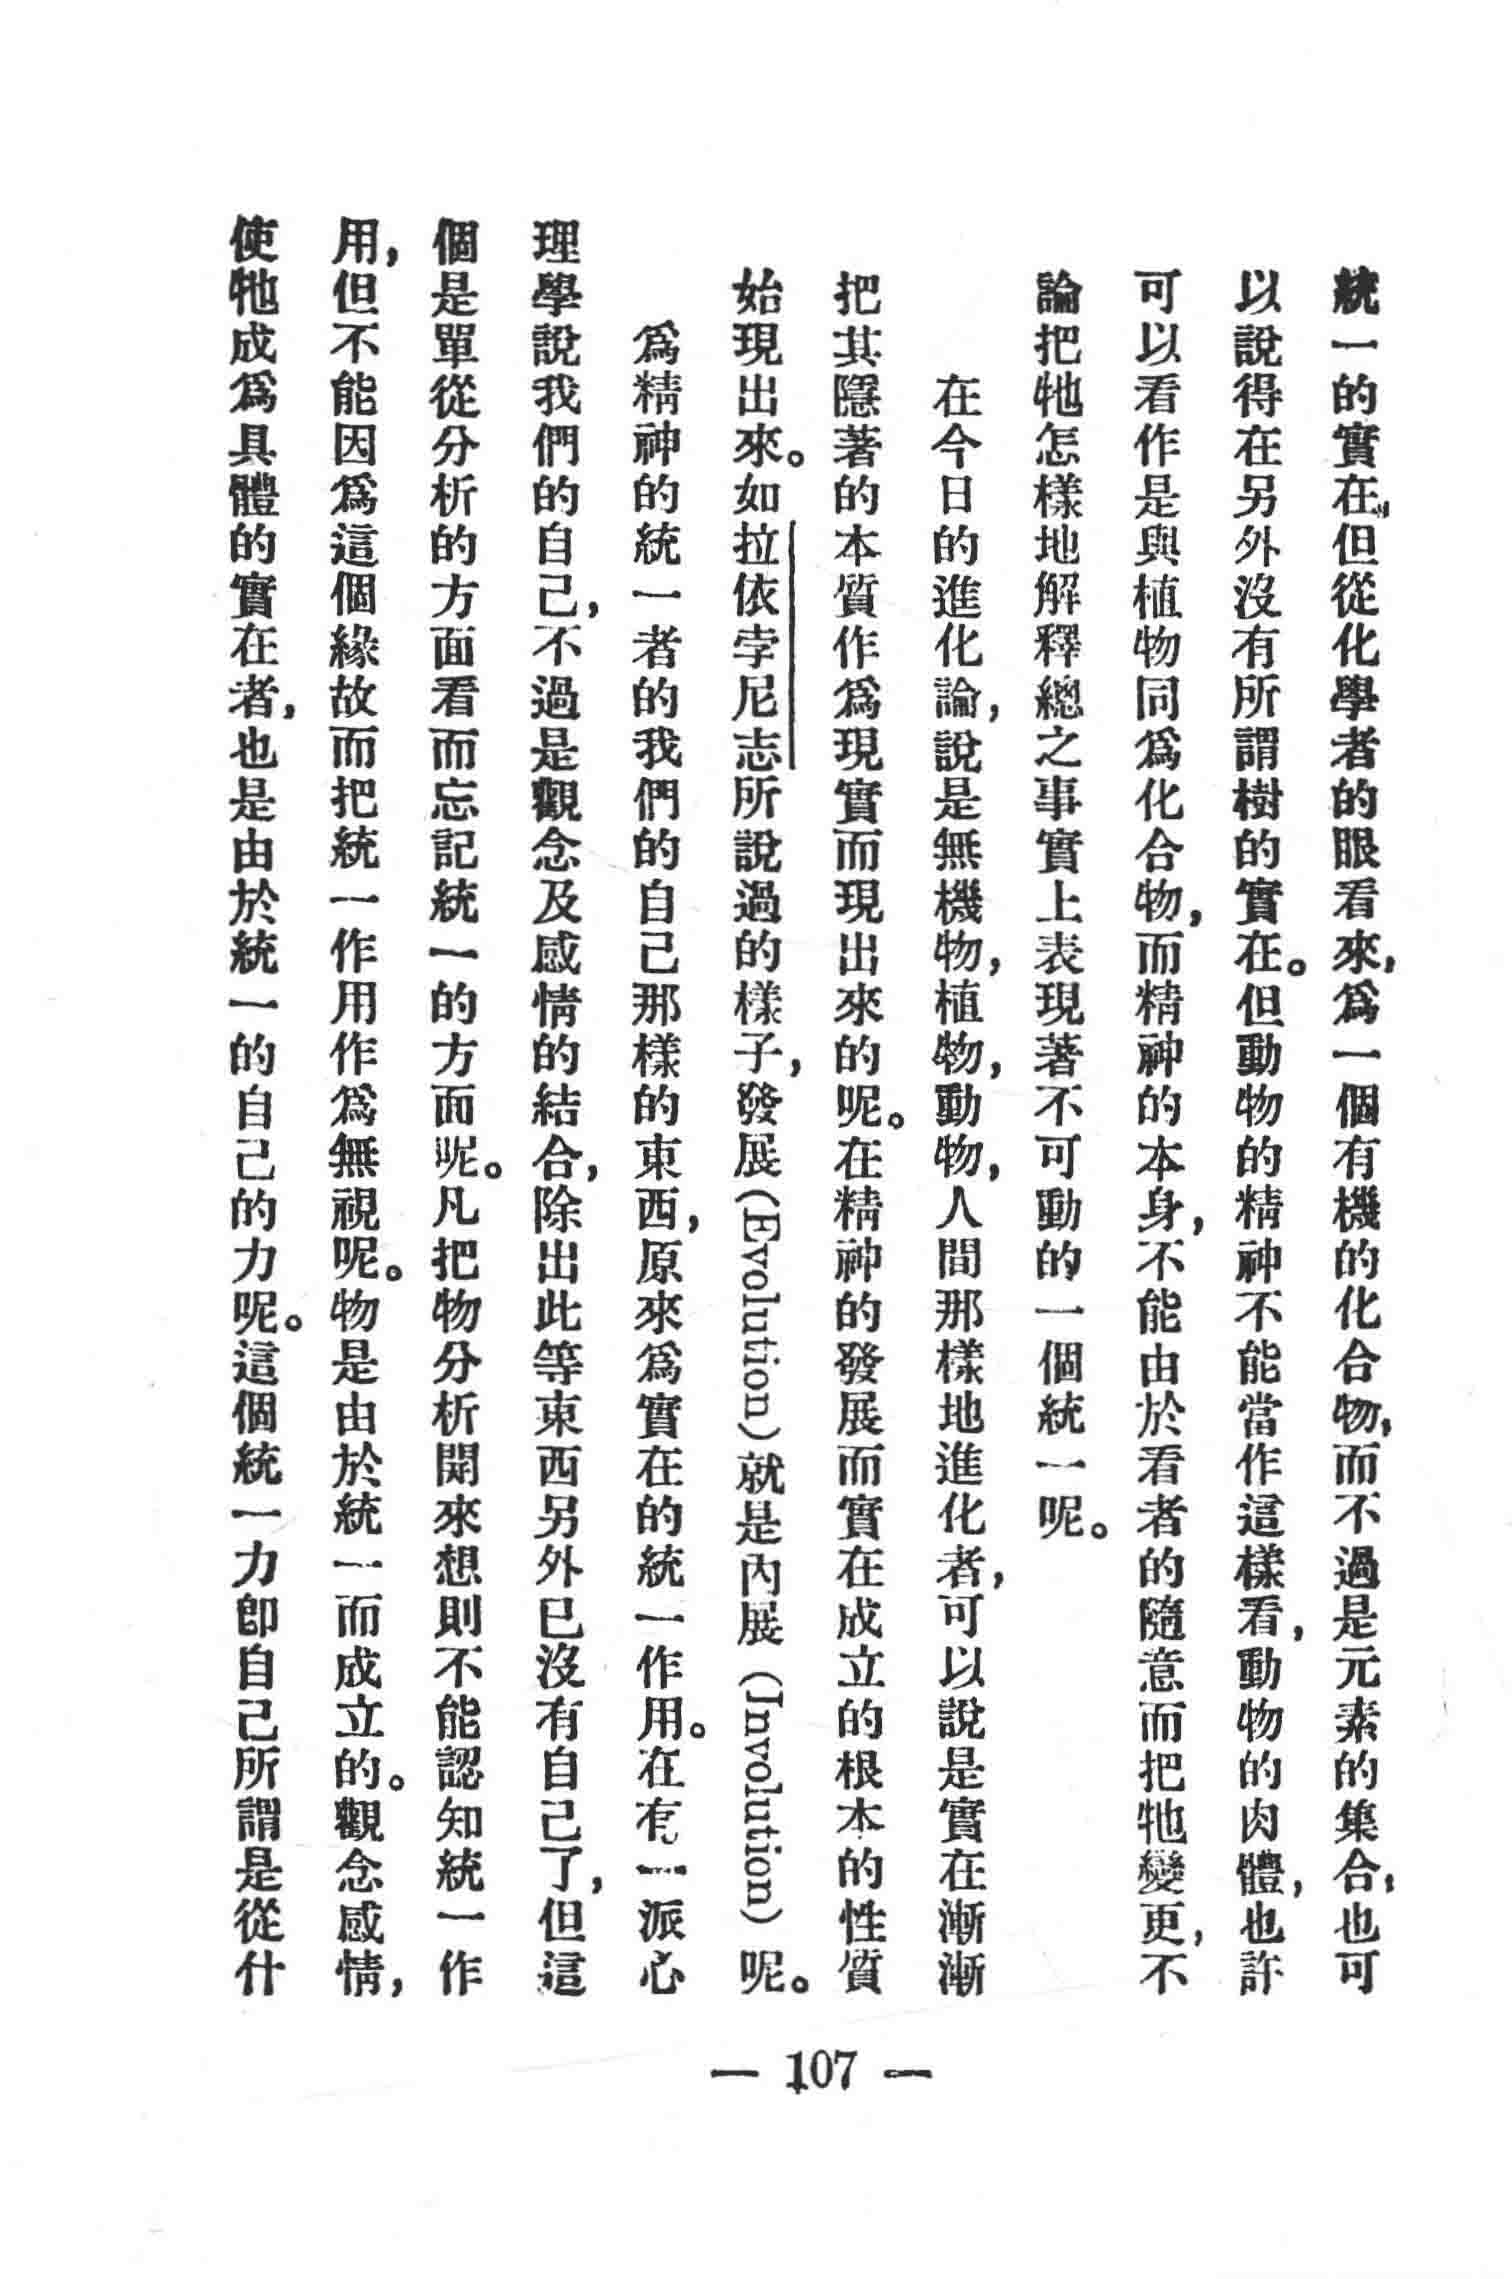 統一的實在,但從化學者的眼看來,爲一個有機的化合物,而不過是元素的集合,也可
以說得在另外沒有所謂樹的實在。但動物的精神不能當作這樣看,動物的肉體,也許
可以看作是與植物同爲化合物,而精神的本身,不能由於看者的隨意而把牠變更,不
論把牠怎樣地解釋總之事實上表現著不可動的一個統一呢。
在今日的進化論,說是無機物,植物,動物,人間那樣地進化者,可以說是實在漸漸
把其隱著的本質作爲現實而現出來的呢。在精神的發展而實在成立的根本的性質
始現出來。如拉依孛尼志所說過的樣子,發展(Evolution)就是內展(Involution)呢。
爲精神的統一者的我們的自己那樣的東西,原來爲實在的統一作用。在有一派心
理學說我們的自己,不過是觀念及感情的結合,除出此等東西另外已沒有自己了,但這
個是單從分析的方面看而忘記統一的方面呢。凡把物分析開來想則不能認知統一作
用,但不能因爲這個緣故而把統一作用作爲無視呢。物是由於統一而成立的。觀念感情,
使牠成爲具體的實在者,也是由於統一的自己的力呢。這個統一力卽自己所謂是從什
— 107 —